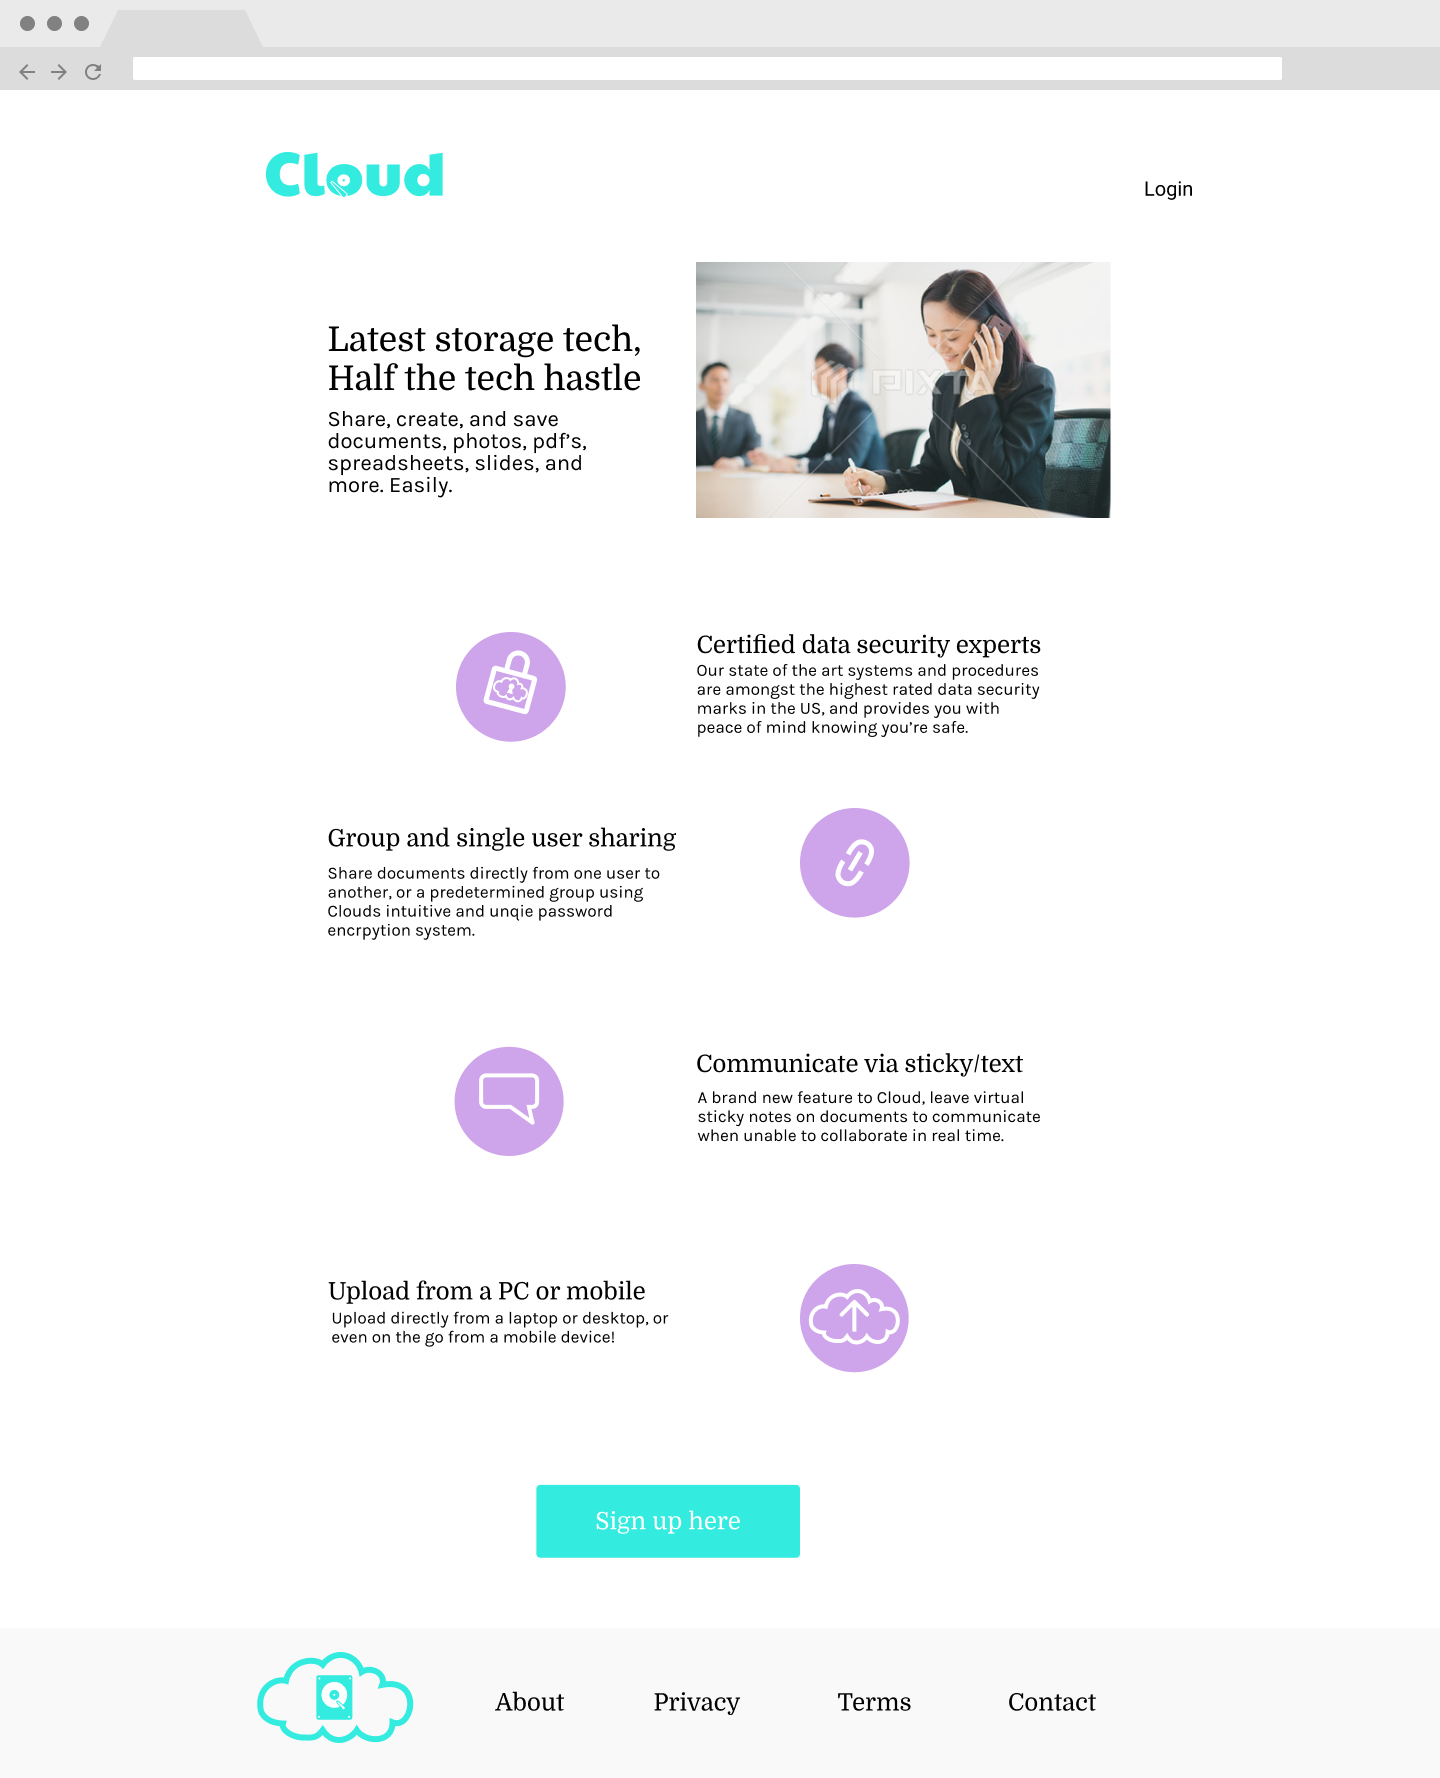 Cloud
Login
Latest storage tech,
Half the tech hastle
Share, create, and save
documents, photos, pdf’s,
spreadsheets, slides, and
more. Easily.
PIXTA
Certified data security experts
Our state of the art systems and procedures
are amongst the highest rated data security
marks in the US, and provides you with
peace of mind knowing you’re safe.
Group and single user sharing
Share documents directly from one user to
another, or a predetermined group using
Clouds intuitive and unqie password
encrpytion system.
Communicate via sticky/text
A brand new feature to Cloud, leave virtual
sticky notes on documents to communicate
when unable to collaborate in real time.
Upload from a PC or mobile
Upload directly from a laptop or desktop, or
even on the go from a mobile device!
Sign up here
About
Privacy
Terms
Contact